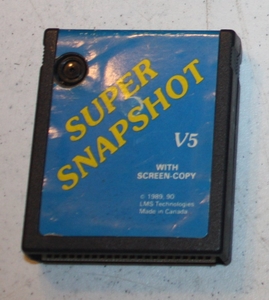 SUPER
SNAPSHOT
V5
WITH
SCREEN-COPY
© 1989, 90
LMS Technologies
Made in Canada